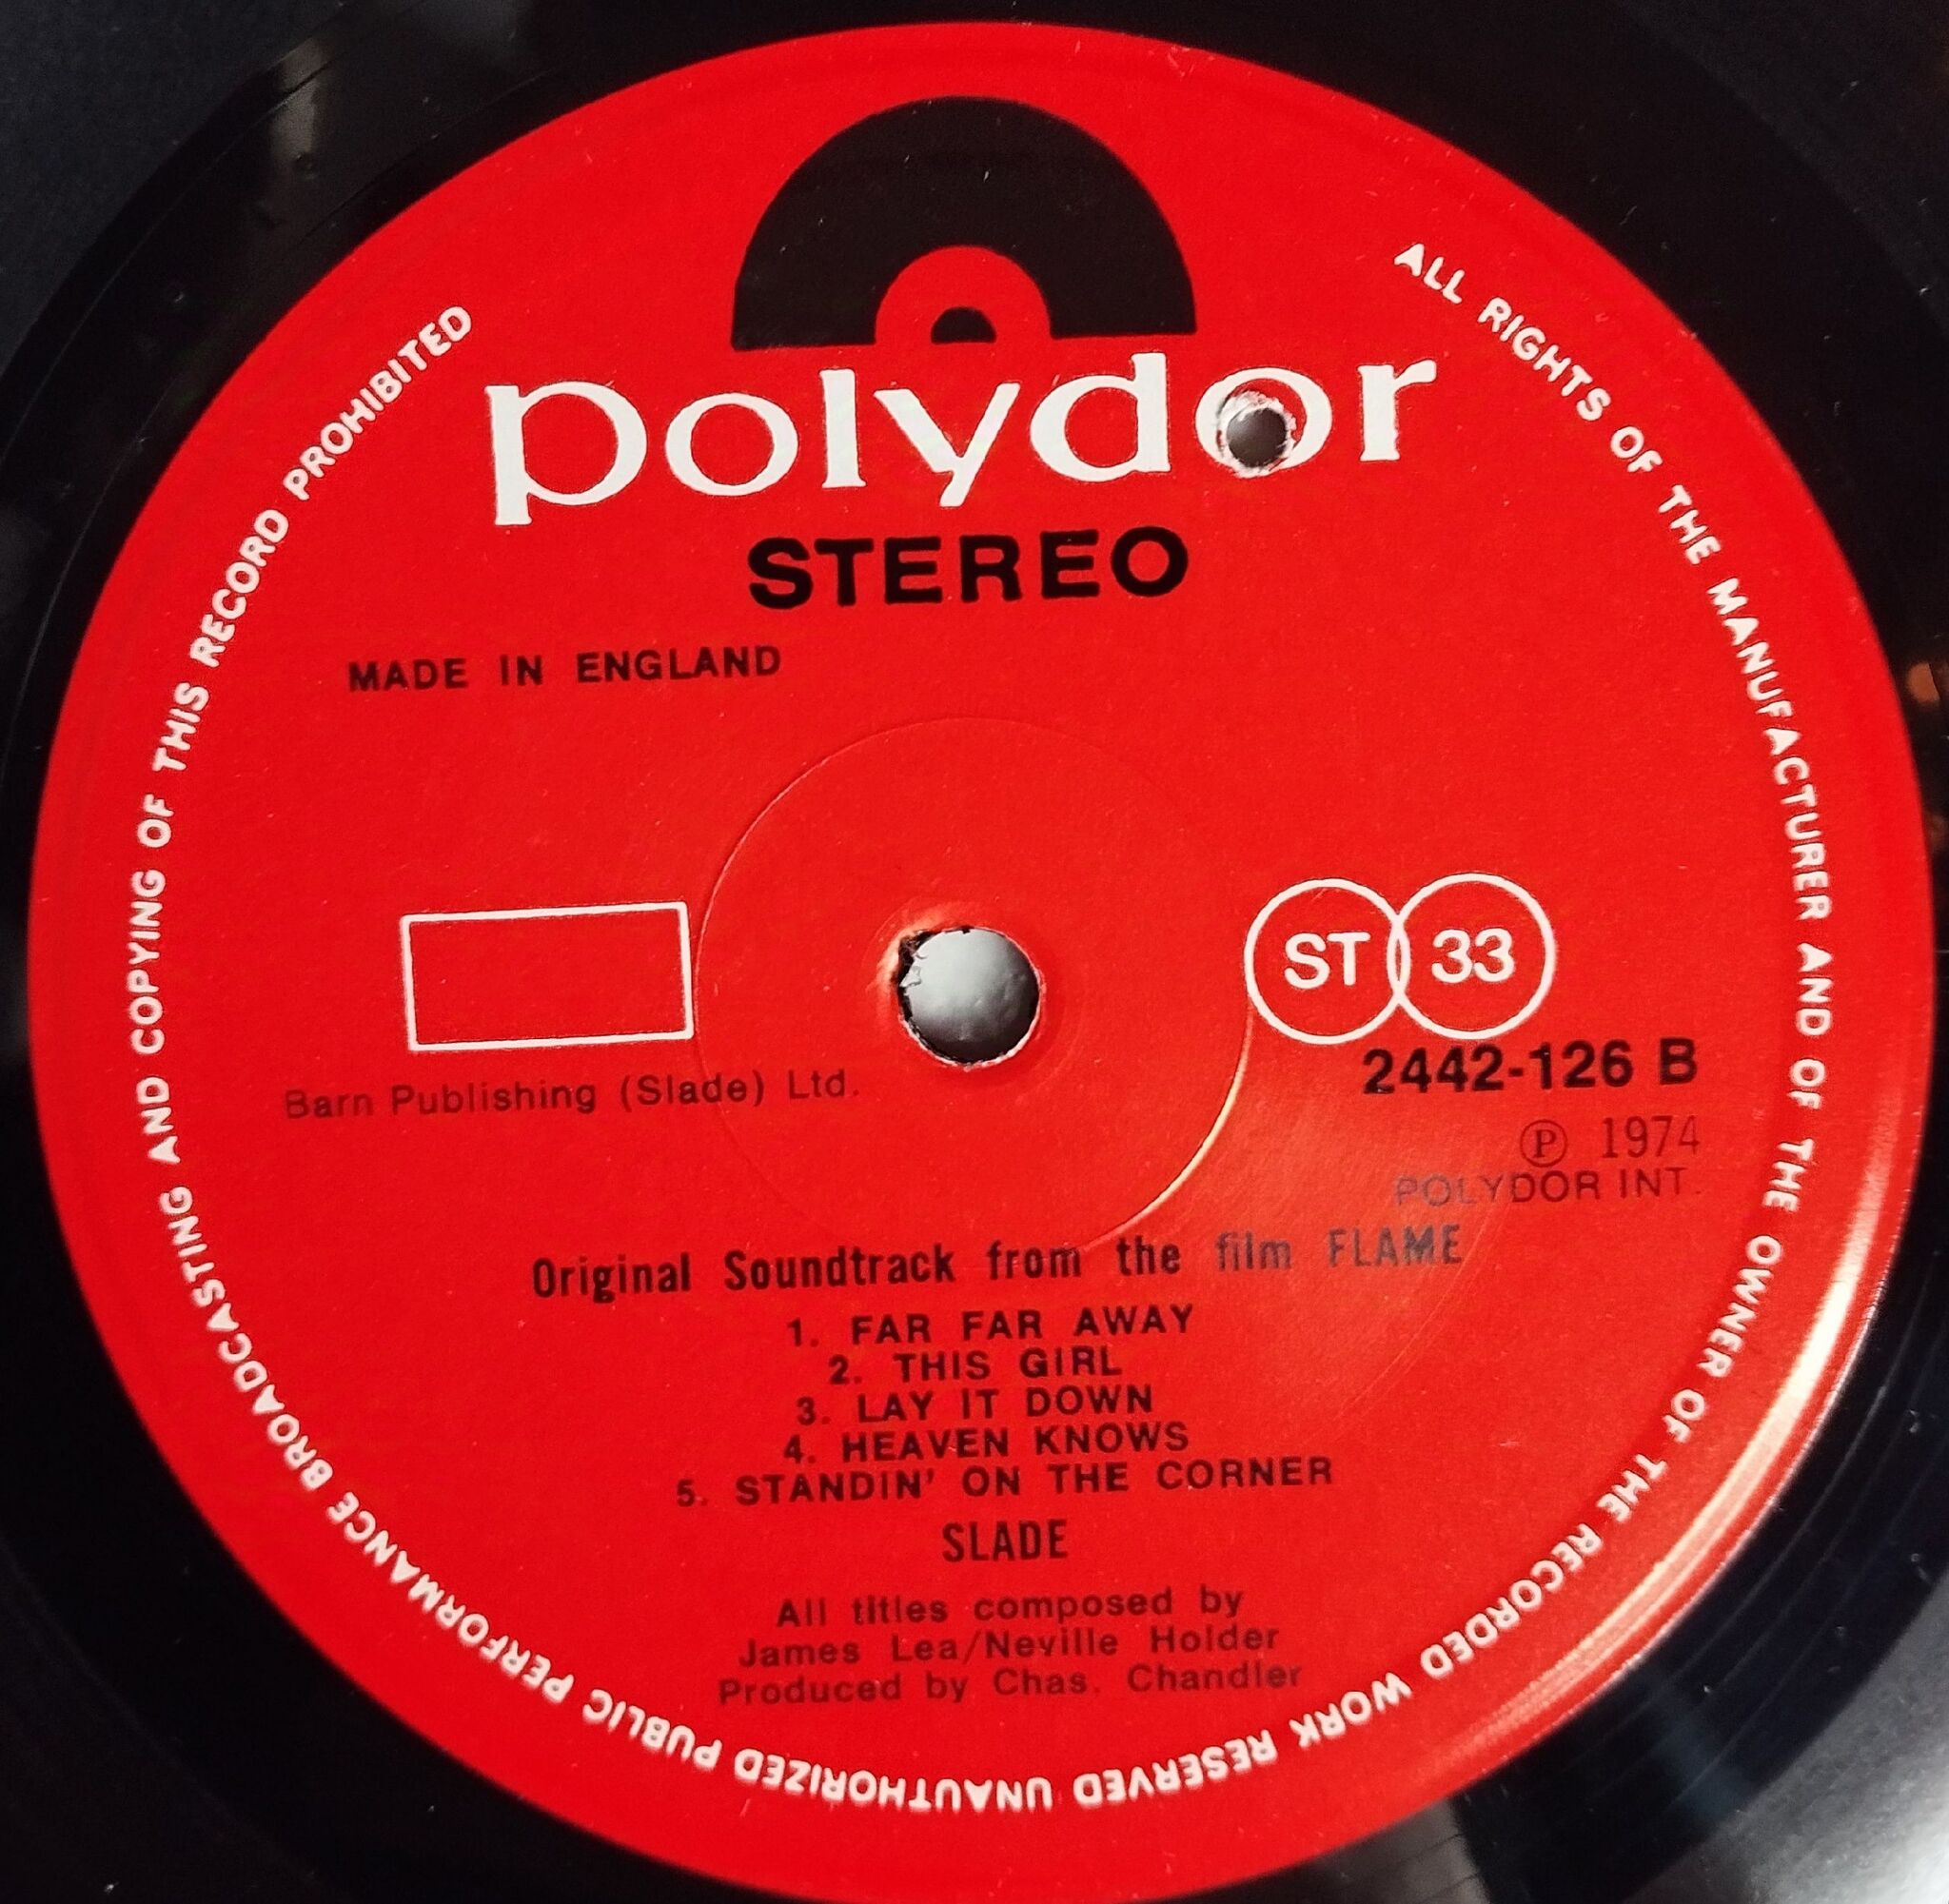 polydor
STEREO
MADE IN ENGLAND
ST 33
2442-126 B
Barn Publishing (Slade) Ltd.
Ⓟ 1974
POLYDOR INT.
Original Soundtrack from the film FLAME
1. FAR FAR AWAY
2. THIS GIRL
3. LAY IT DOWN
4. HEAVEN KNOWS
5. STANDIN' ON THE CORNER
SLADE
All titles composed by
James Lea/Neville Holder
Produced by Chas. Chandler
ALL RIGHTS OF THE MANUFACTURER AND OF THE OWNER OF THE RECORDED WORK RESERVED UNAUTHORIZED PUBLIC PERFORMANCE BROADCASTING AND COPYING OF THIS RECORD PROHIBITED